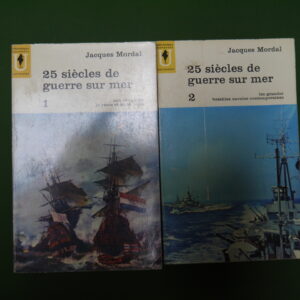 Jacques Mordal
25 siècles de
guerre sur mer
1
Jacques Mordal
25 siècles de
guerre sur mer
2
les grandes
batailles navales contemporaines